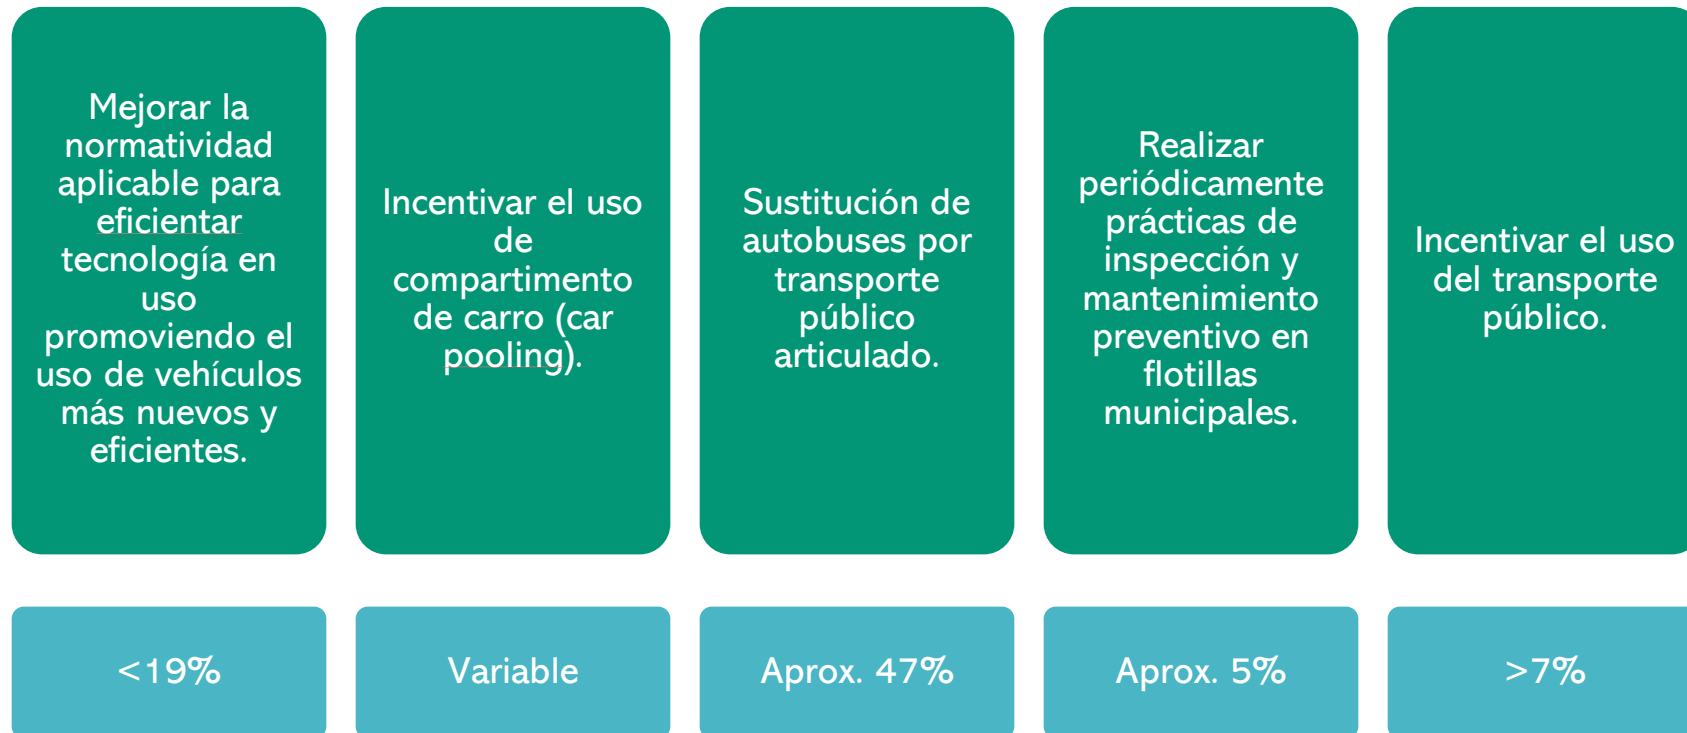 Mejorar la
normatividad
aplicable para
eficientar
tecnología en
uso
promoviendo el
uso de vehículos
más nuevos y
eficientes.
Incentivar el uso
de
compartimento
de carro (car
pooling).
Sustitución de
autobuses por
transporte
público
articulado.
Realizar
periódicamente
prácticas de
inspección y
mantenimiento
preventivo en
flotillas
municipales.
Incentivar el uso
del transporte
público.
<19%
Variable
Aprox. 47%
Aprox. 5%
>7%